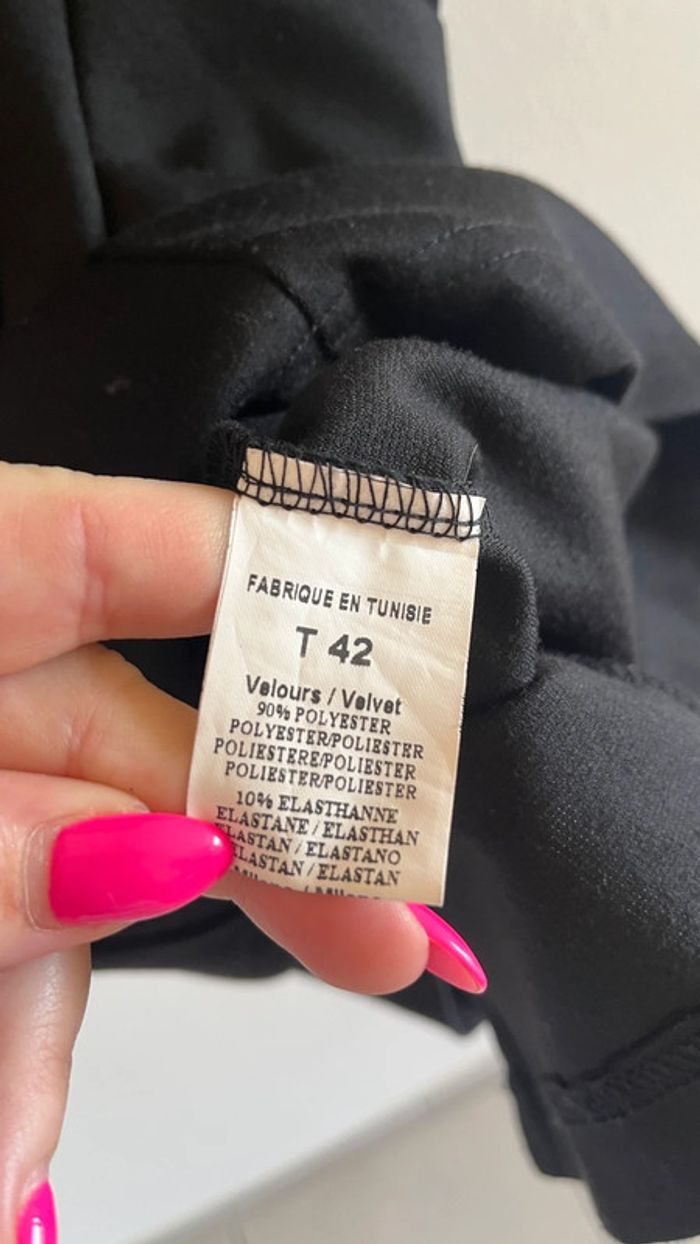 FABRIQUE EN TUNISIE
T 42
Velours / Velvet
90% POLYESTER
POLYESTER/POLIESTER
POLIESTERE/POLIESTER
POLIESTER/POLIESTER
10% ELASTHANNE
ELASTANE / ELASTHAN
ELASTAN / ELASTANO
ELASTAN / ELASTAN